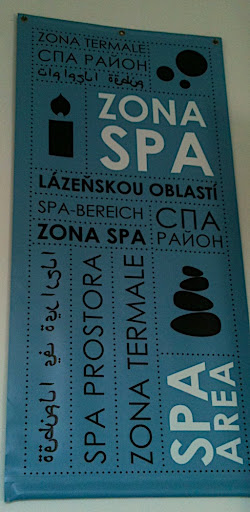 ZONA TERMALE
СПА РАЙОН
ZONA
SPA
LÁZEŇSKOU OBLASTÍ
SPA-BEREICH
ZONA SPA
СПА
РАЙОН
SPA PROSTORA
ZONA TERMALE
SPA
AREA